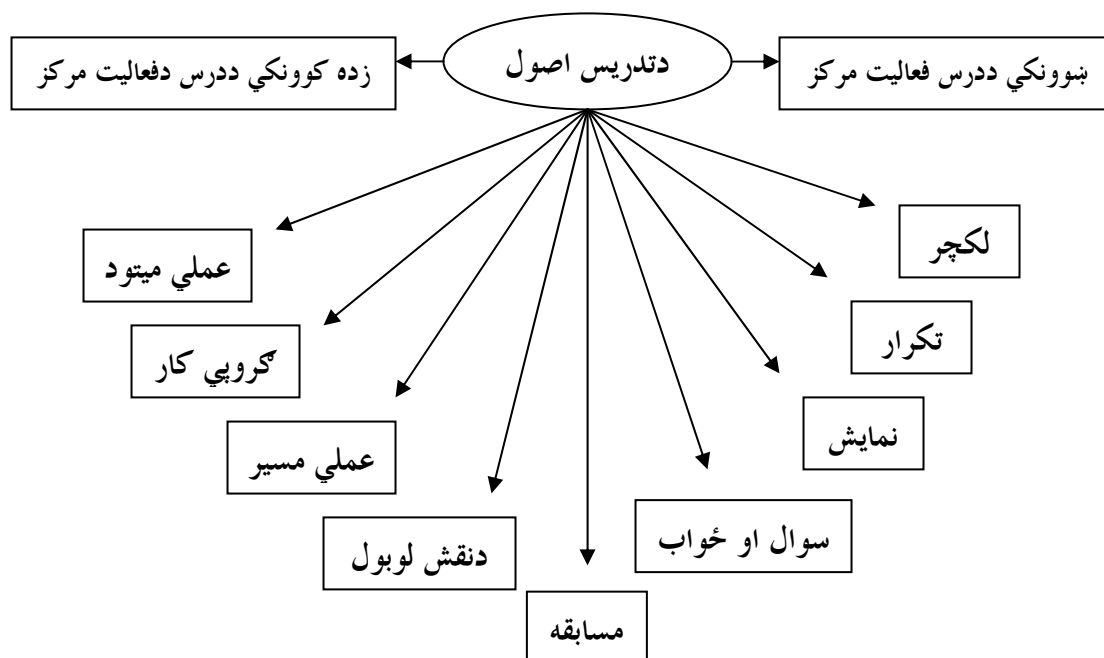 دتدریس اصول
ښوونکي ددرس فعالیت مرکز
زده کوونکي ددرس دفعالیت مرکز
لکچر
تکرار
نمایش
سوال او ځواب
مسابقه
دنقش لوبول
عملي مسیر
ګروپي کار
عملي میتود